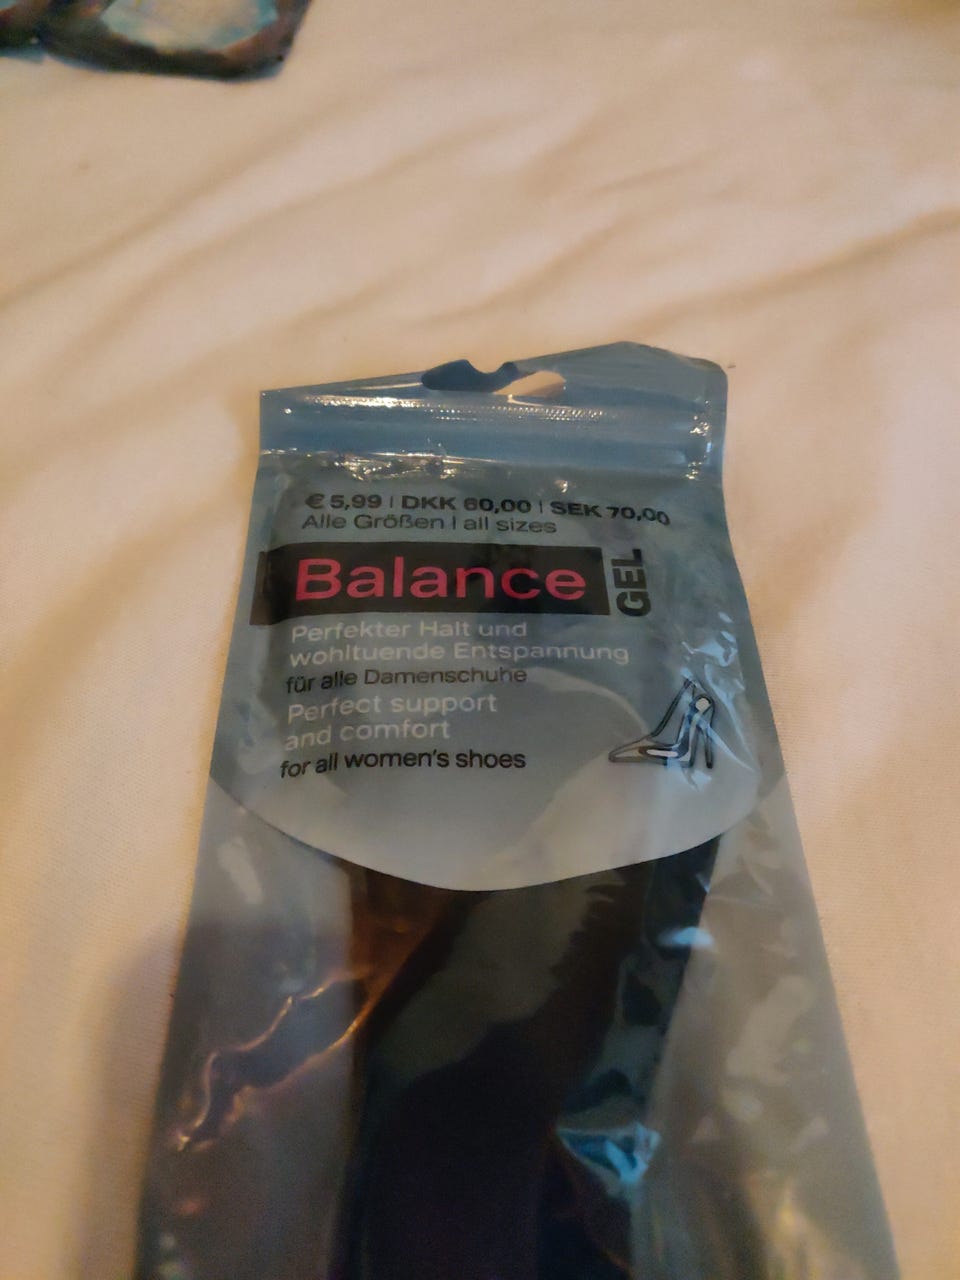 € 5,99 | DKK 60,00 | SEK 70,00
Alle Größen | all sizes
Balance GEL
Perfekter Halt und
wohltuende Entspannung
für alle Damenschuhe
Perfect support
and comfort
for all women's shoes